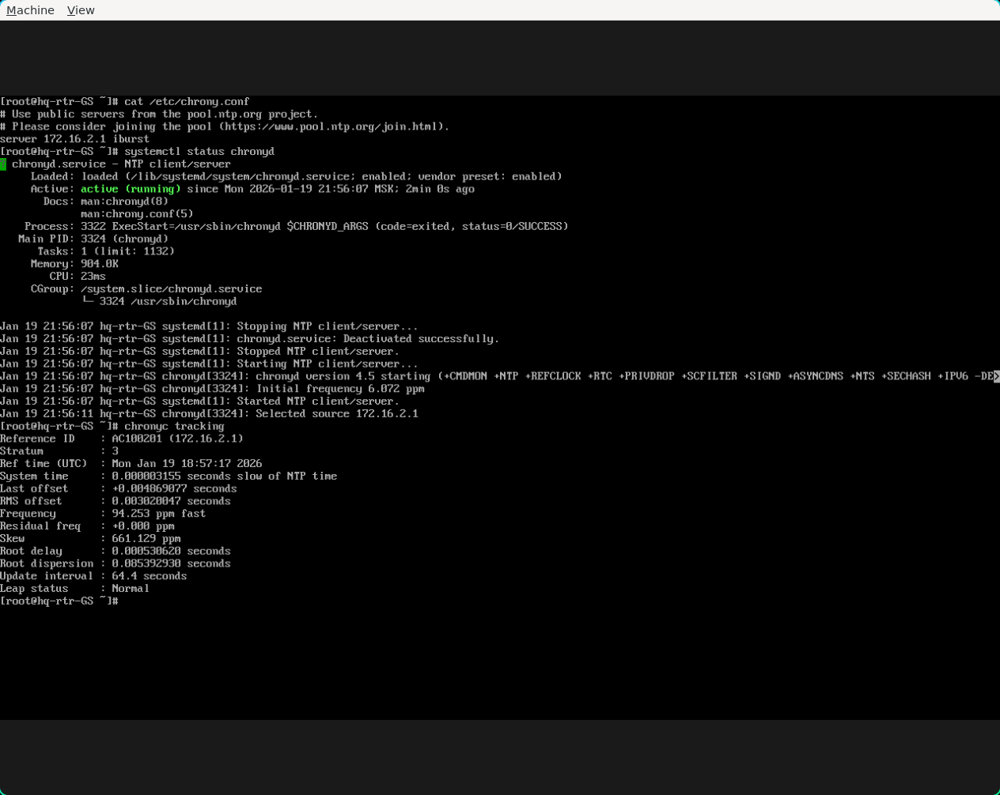 Machine View
[root@hq-rtr-GS ~]# cat /etc/chrony.conf
# Use public servers from the pool.ntp.org project.
# Please consider joining the pool (https://www.pool.ntp.org/join.html).
server 172.16.2.1 iburst
[root@hq-rtr-GS ~]# systemctl status chronyd
? chronyd.service - NTP client/server
Loaded: loaded (/lib/systemd/system/chronyd.service; enabled; vendor preset: enabled)
Active: active (running) since Mon 2026-01-19 21:56:07 MSK; 2min 0s ago
Docs: man:chronyd(8)
man:chrony.conf(5)
Process: 3322 ExecStart=/usr/sbin/chronyd $CHRONYD_ARGS (code=exited, status=0/SUCCESS)
Main PID: 3324 (chronyd)
Tasks: 1 (limit: 1132)
Memory: 904.0K
CPU: 23ms
CGroup: /system.slice/chronyd.service
└─ 3324 /usr/sbin/chronyd
Jan 19 21:56:07 hq-rtr-GS systemd[1]: Stopping NTP client/server...
Jan 19 21:56:07 hq-rtr-GS systemd[1]: chronyd.service: Deactivated successfully.
Jan 19 21:56:07 hq-rtr-GS systemd[1]: Stopped NTP client/server.
Jan 19 21:56:07 hq-rtr-GS systemd[1]: Starting NTP client/server...
Jan 19 21:56:07 hq-rtr-GS chronyd[3324]: chronyd version 4.5 starting (+CMDMON +NTP +REFCLOCK +RTC +PRIVDROP +SCFILTER +SIGND +ASYNCDNS +NTS +SECHASH +IPV6 -DE>
Jan 19 21:56:07 hq-rtr-GS chronyd[3324]: Initial frequency 6.072 ppm
Jan 19 21:56:07 hq-rtr-GS systemd[1]: Started NTP client/server.
Jan 19 21:56:11 hq-rtr-GS chronyd[3324]: Selected source 172.16.2.1
[root@hq-rtr-GS ~]# chronyc tracking
Reference ID : AC100201 (172.16.2.1)
Stratum : 3
Ref time (UTC) : Mon Jan 19 18:57:17 2026
System time : 0.000003155 seconds slow of NTP time
Last offset : +0.004869077 seconds
RMS offset : 0.003020047 seconds
Frequency : 94.253 ppm fast
Residual freq : +0.000 ppm
Skew : 661.129 ppm
Root delay : 0.000530620 seconds
Root dispersion : 0.085392930 seconds
Update interval : 64.4 seconds
Leap status : Normal
[root@hq-rtr-GS ~]#